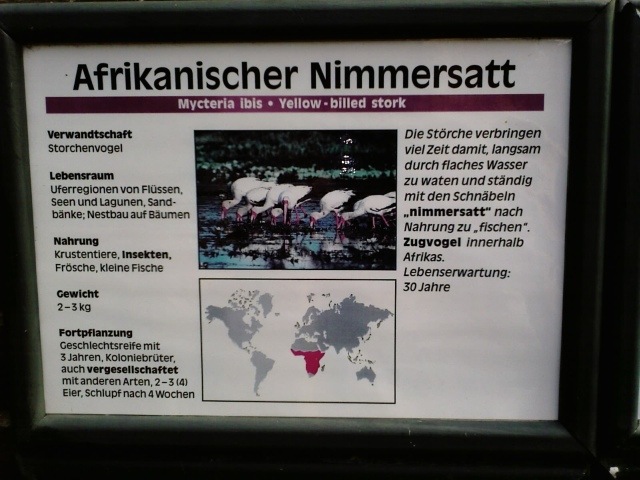 Afrikanischer Nimmersatt
Mycteria ibis • Yellow-billed stork
Verwandtschaft
Storchenvogel
Lebensraum
Uferregionen von Flüssen,
Seen und Lagunen, Sand-
bänke; Nestbau auf Bäumen
Nahrung
Krustentiere, Insekten,
Frösche, kleine Fische
Gewicht
2–3 kg
Fortpflanzung
Geschlechtsreife mit
3 Jahren, Koloniebrüter,
auch vergesellschaftet
mit anderen Arten, 2–3 (4)
Eier, Schlupf nach 4 Wochen
Die Störche verbringen
viel Zeit damit, langsam
durch flaches Wasser
zu waten und ständig
mit den Schnäbeln
„nimmersatt“ nach
Nahrung zu „fischen“.
Zugvogel innerhalb
Afrikas.
Lebenserwartung:
30 Jahre